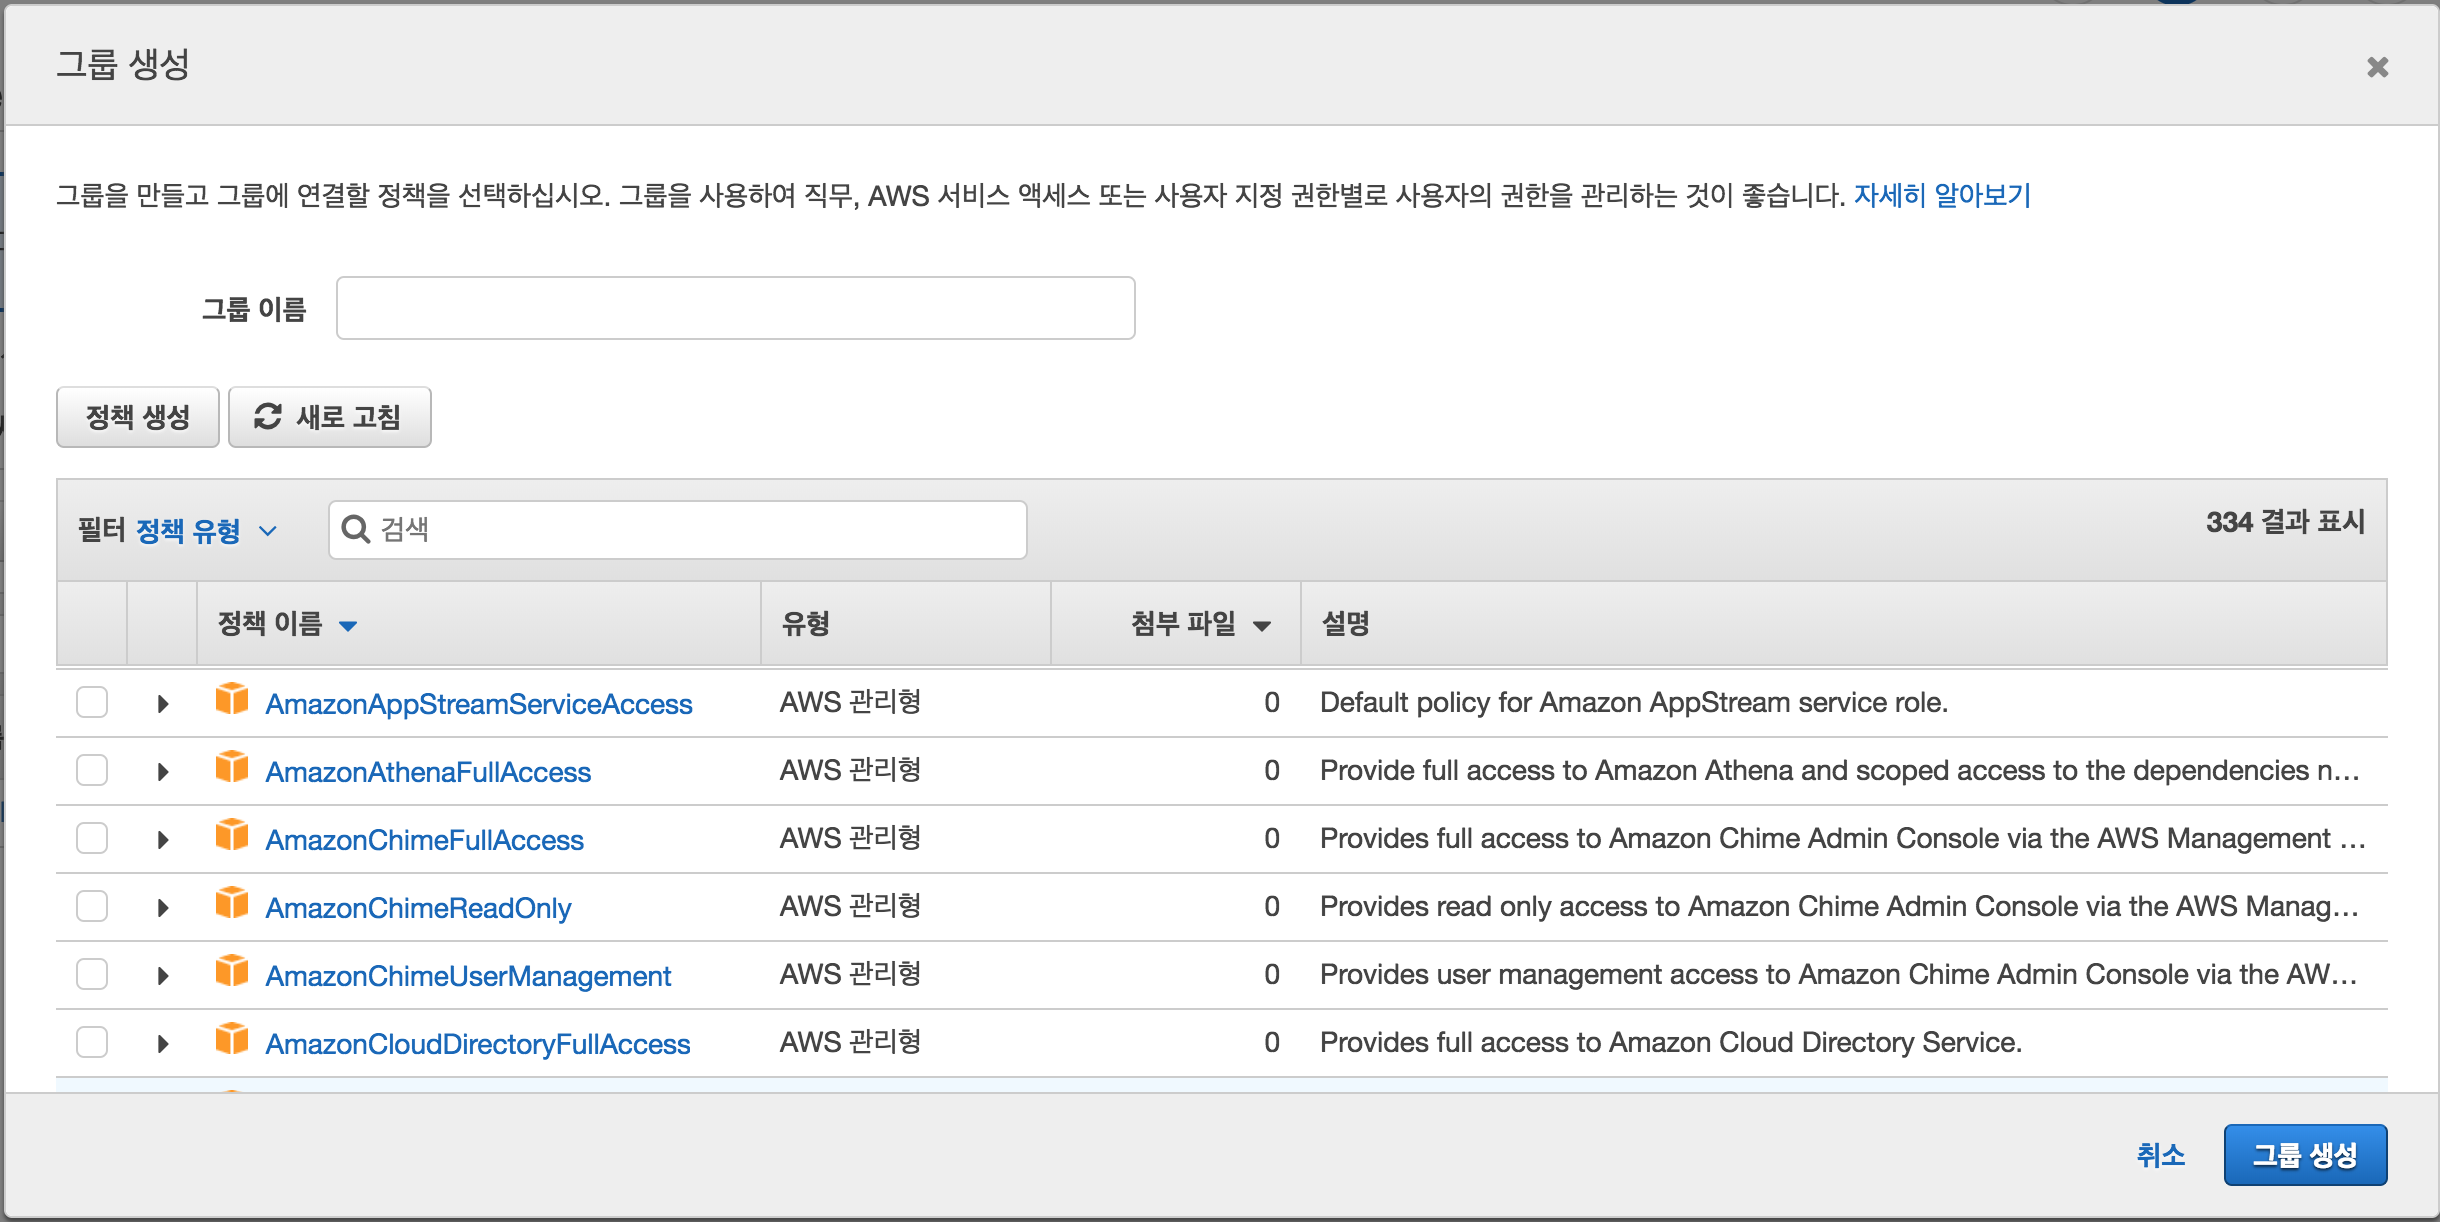 그룹 생성
그룹을 만들고 그룹에 연결할 정책을 선택하십시오. 그룹을 사용하여 직무, AWS 서비스 액세스 또는 사용자 지정 권한별로 사용자의 권한을 관리하는 것이 좋습니다. 자세히 알아보기
그룹 이름
정책 생성 새로 고침
필터 정책 유형 검색 334 결과 표시
정책 이름 유형 첨부 파일 설명
AmazonAppStreamServiceAccess AWS 관리형 0 Default policy for Amazon AppStream service role.
AmazonAthenaFullAccess AWS 관리형 0 Provide full access to Amazon Athena and scoped access to the dependencies n...
AmazonChimeFullAccess AWS 관리형 0 Provides full access to Amazon Chime Admin Console via the AWS Management ...
AmazonChimeReadOnly AWS 관리형 0 Provides read only access to Amazon Chime Admin Console via the AWS Manag...
AmazonChimeUserManagement AWS 관리형 0 Provides user management access to Amazon Chime Admin Console via the AW...
AmazonCloudDirectoryFullAccess AWS 관리형 0 Provides full access to Amazon Cloud Directory Service.
취소 그룹 생성